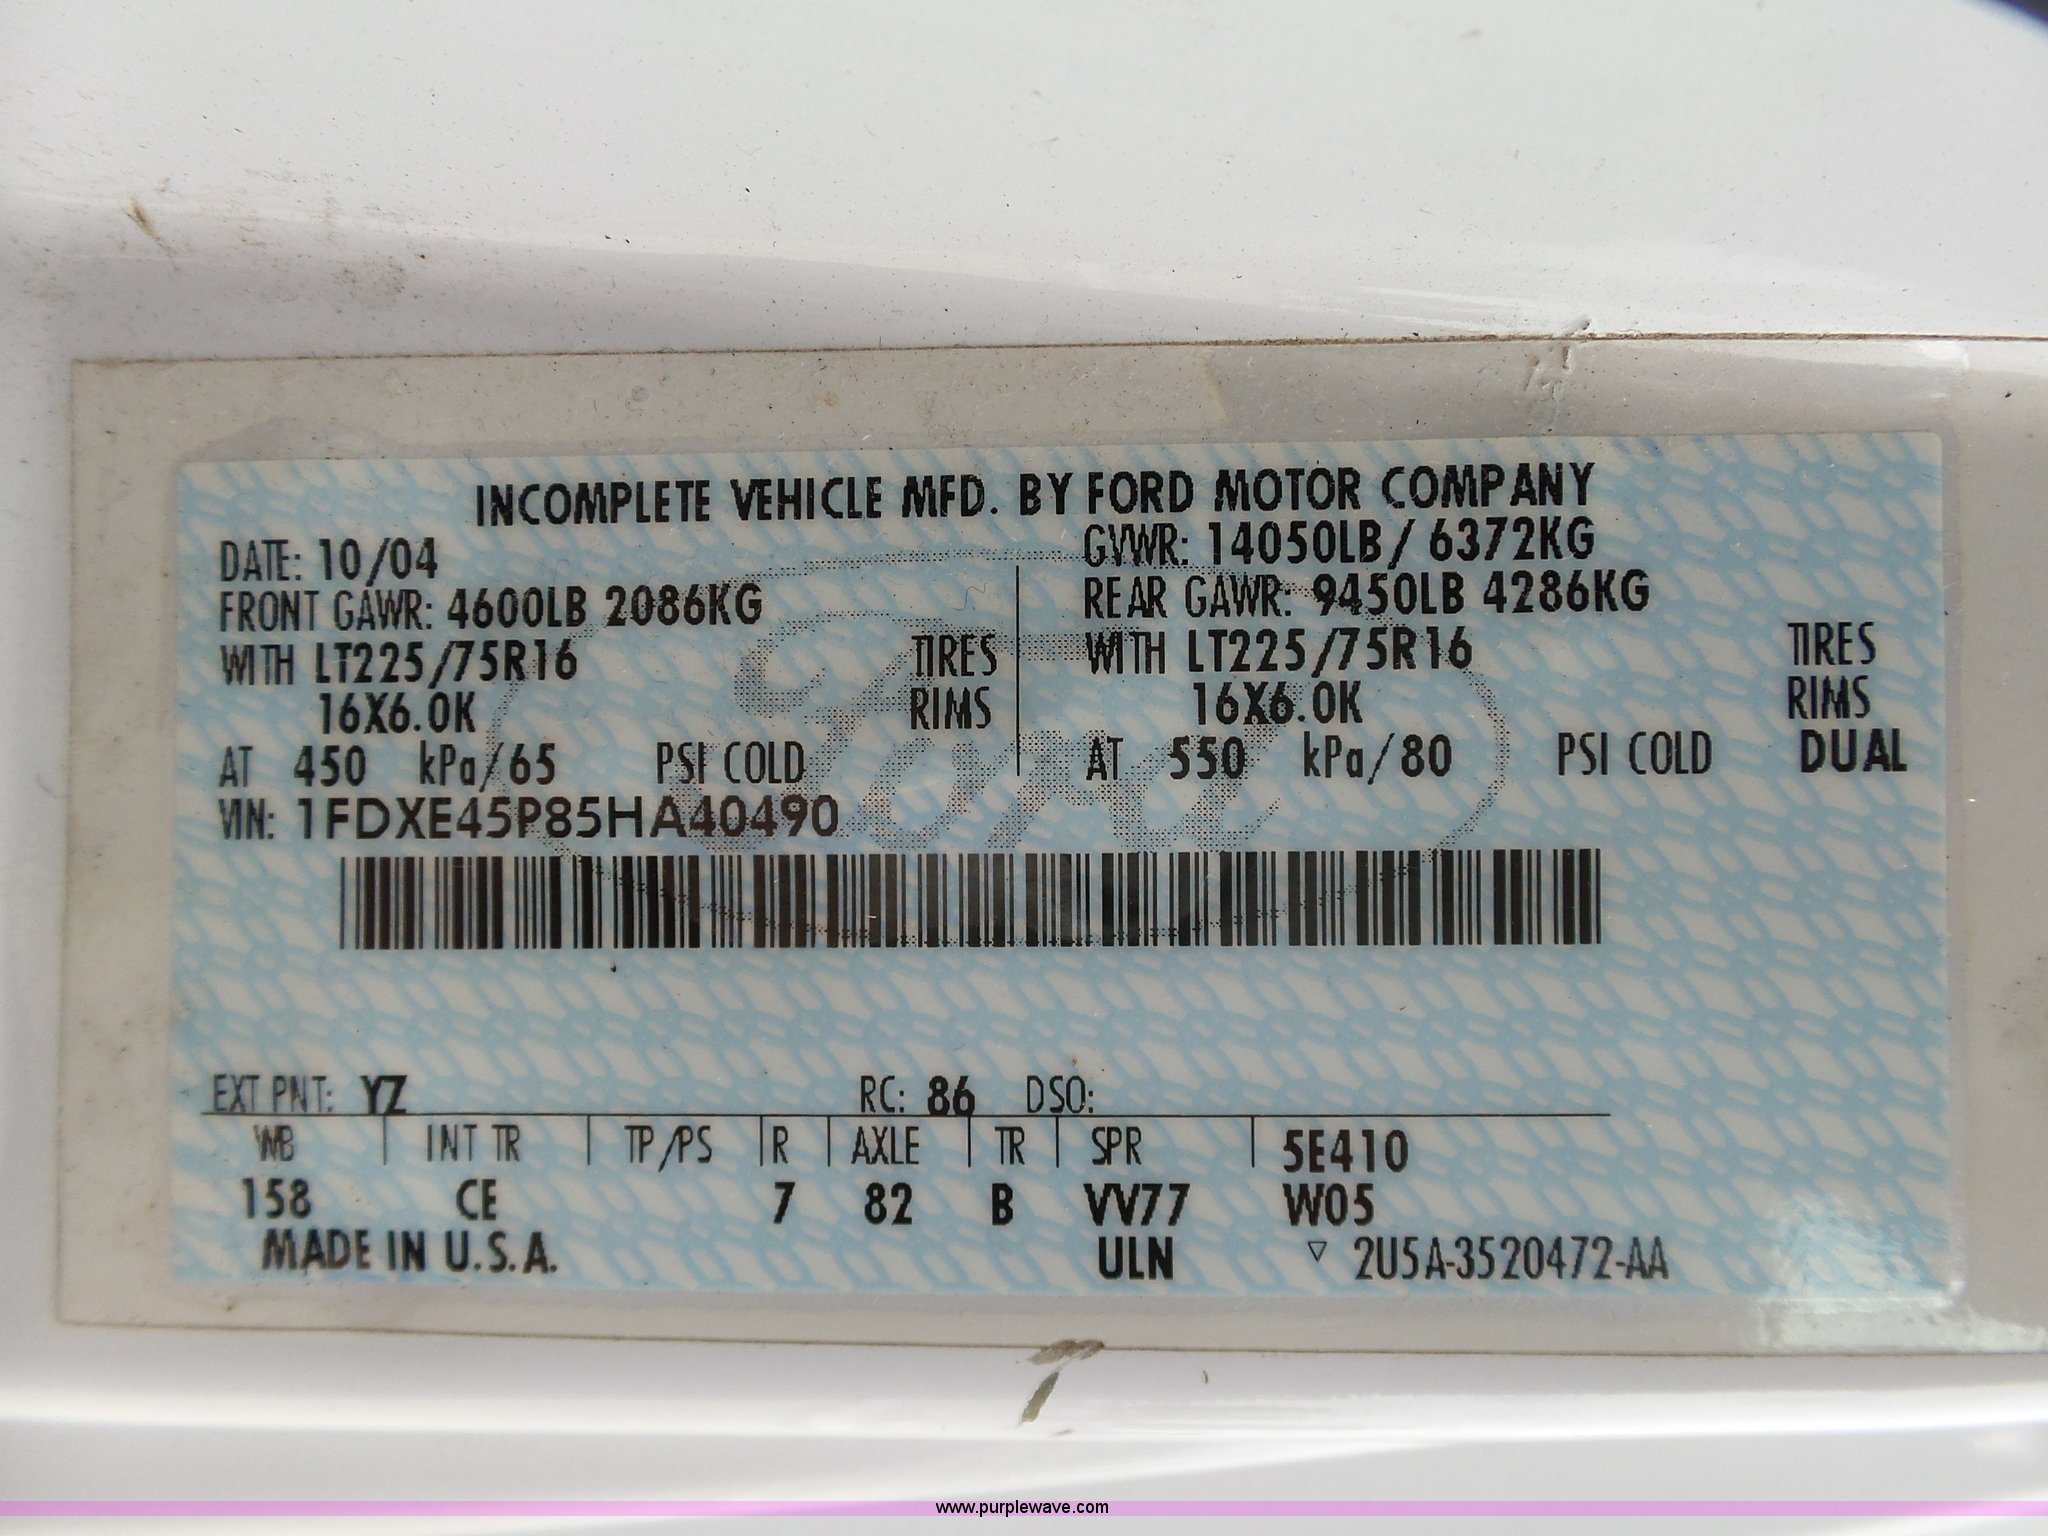 INCOMPLETE VEHICLE MFD. BY FORD MOTOR COMPANY
DATE: 10/04 GVWR: 14050LB/ 6372KG
FRONT GAWR: 4600LB 2086KG REAR GAWR: 9450LB 4286KG
WITH LT225/75R16 TIRES WITH LT225/75R16 TIRES
16X6.0K RIMS 16X6.0K RIMS
AT 450 kPa/65 PSI COLD AT 550 kPa/80 PSI COLD DUAL
VIN: 1FDXE45P85HA40490
Ford
EXT PNT: YZ RC: 86 DSO:
WB INT TR TP/PS R AXLE TR SPR 5E410
158 CE 7 82 B VV77 W05
MADE IN U.S.A. ULN ▽ 2U5A-3520472-AA
www.purplewave.com